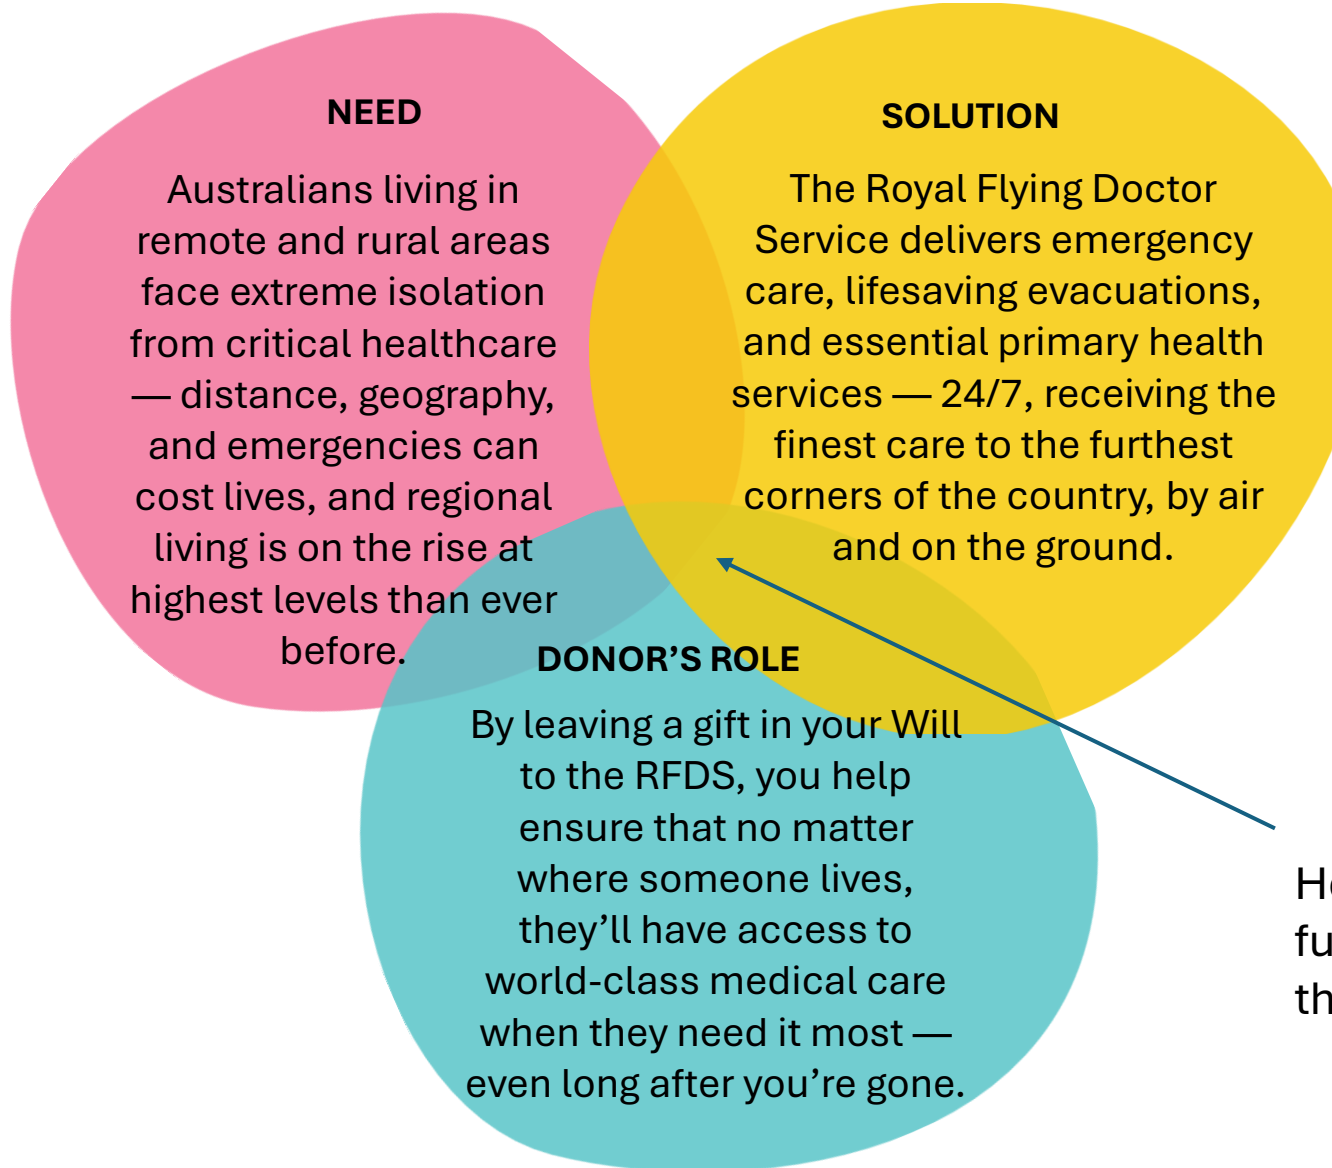 NEED
Australians living in
remote and rural areas
face extreme isolation
from critical healthcare
— distance, geography,
and emergencies can
cost lives, and regional
living is on the rise at
highest levels than ever
before.
SOLUTION
The Royal Flying Doctor
Service delivers emergency
care, lifesaving evacuations,
and essential primary health
services — 24/7, receiving the
finest care to the furthest
corners of the country, by air
and on the ground.
DONOR’S ROLE
By leaving a gift in your Will
to the RFDS, you help
ensure that no matter
where someone lives,
they’ll have access to
world-class medical care
when they need it most —
even long after you’re gone.